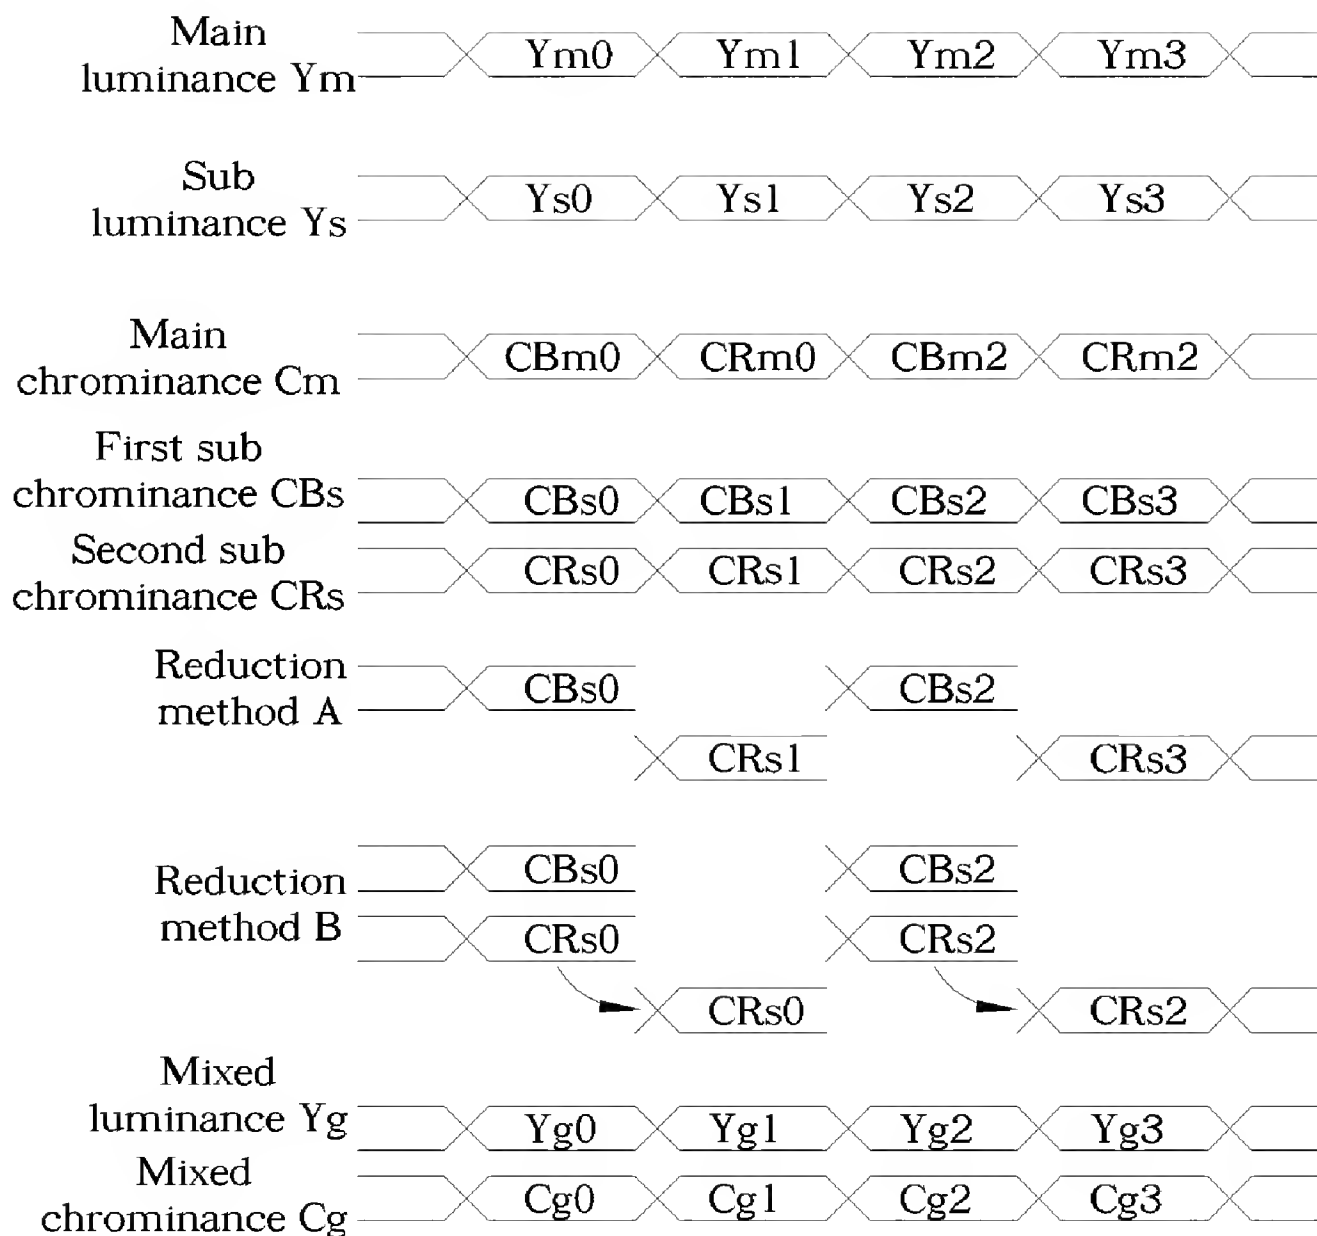 Main
luminance Ym
Ym0 Ym1 Ym2 Ym3
Sub
luminance Ys
Ys0 Ys1 Ys2 Ys3
Main
chrominance Cm
CBm0 CRm0 CBm2 CRm2
First sub
chrominance CBs
CBs0 CBs1 CBs2 CBs3
Second sub
chrominance CRs
CRs0 CRs1 CRs2 CRs3
Reduction
method A
CBs0 CBs2
CRs1 CRs3
Reduction
method B
CBs0 CBs2
CRs0 CRs2
CRs0 CRs2
Mixed
luminance Yg
Yg0 Yg1 Yg2 Yg3
Mixed
chrominance Cg
Cg0 Cg1 Cg2 Cg3